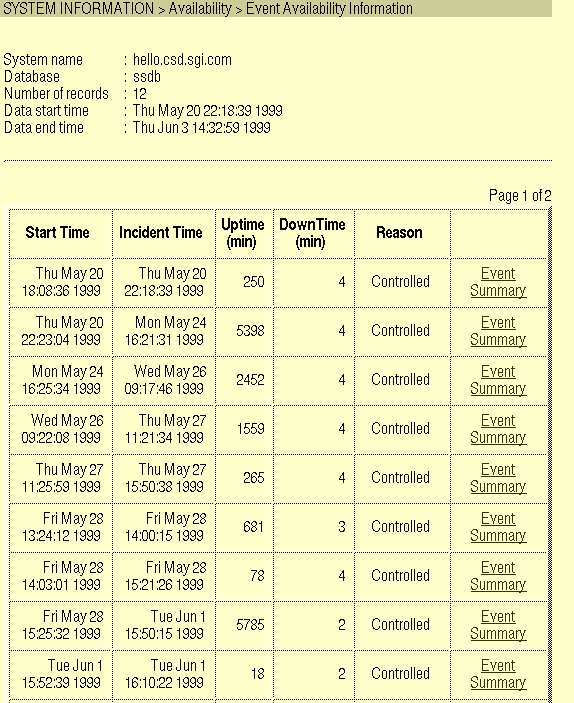 SYSTEM INFORMATION > Availability > Event Availability Information
System name : hello.csd.sgi.com
Database : ssdb
Number of records : 12
Data start time : Thu May 20 22:18:39 1999
Data end time : Thu Jun 3 14:32:59 1999
Page 1 of 2
Start Time Incident Time Uptime (min) DownTime (min) Reason
Thu May 20 Thu May 20 Event
18:08:36 1999 22:18:39 1999 250 4 Controlled Summary
Thu May 20 Mon May 24 Event
22:23:04 1999 16:21:31 1999 5398 4 Controlled Summary
Mon May 24 Wed May 26 Event
16:25:34 1999 09:17:46 1999 2452 4 Controlled Summary
Wed May 26 Thu May 27 Event
09:22:08 1999 11:21:34 1999 1559 4 Controlled Summary
Thu May 27 Thu May 27 Event
11:25:59 1999 15:50:38 1999 265 4 Controlled Summary
Fri May 28 Fri May 28 Event
13:24:12 1999 14:00:15 1999 681 3 Controlled Summary
Fri May 28 Fri May 28 Event
14:03:01 1999 15:21:26 1999 78 4 Controlled Summary
Fri May 28 Tue Jun 1 Event
15:25:32 1999 15:50:15 1999 5785 2 Controlled Summary
Tue Jun 1 Tue Jun 1 Event
15:52:39 1999 16:10:22 1999 18 2 Controlled Summary